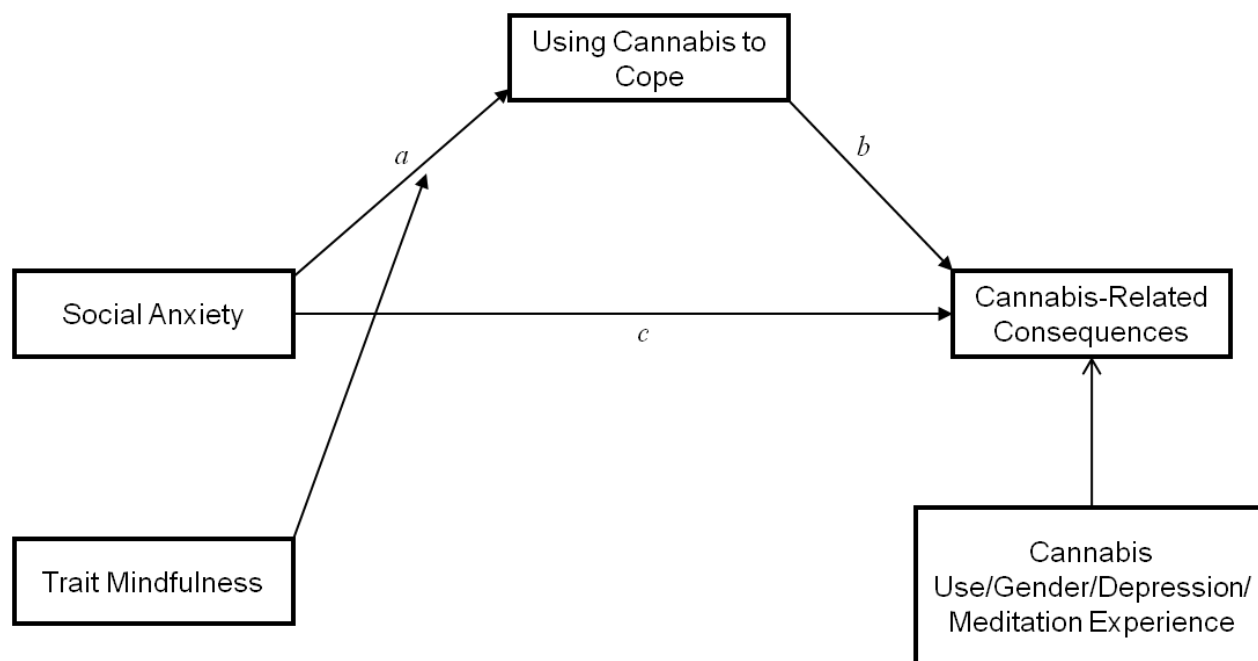 Using Cannabis to
Cope
a
b
Social Anxiety
Cannabis-Related
Consequences
c
Trait Mindfulness
Cannabis
Use/Gender/Depression/
Meditation Experience